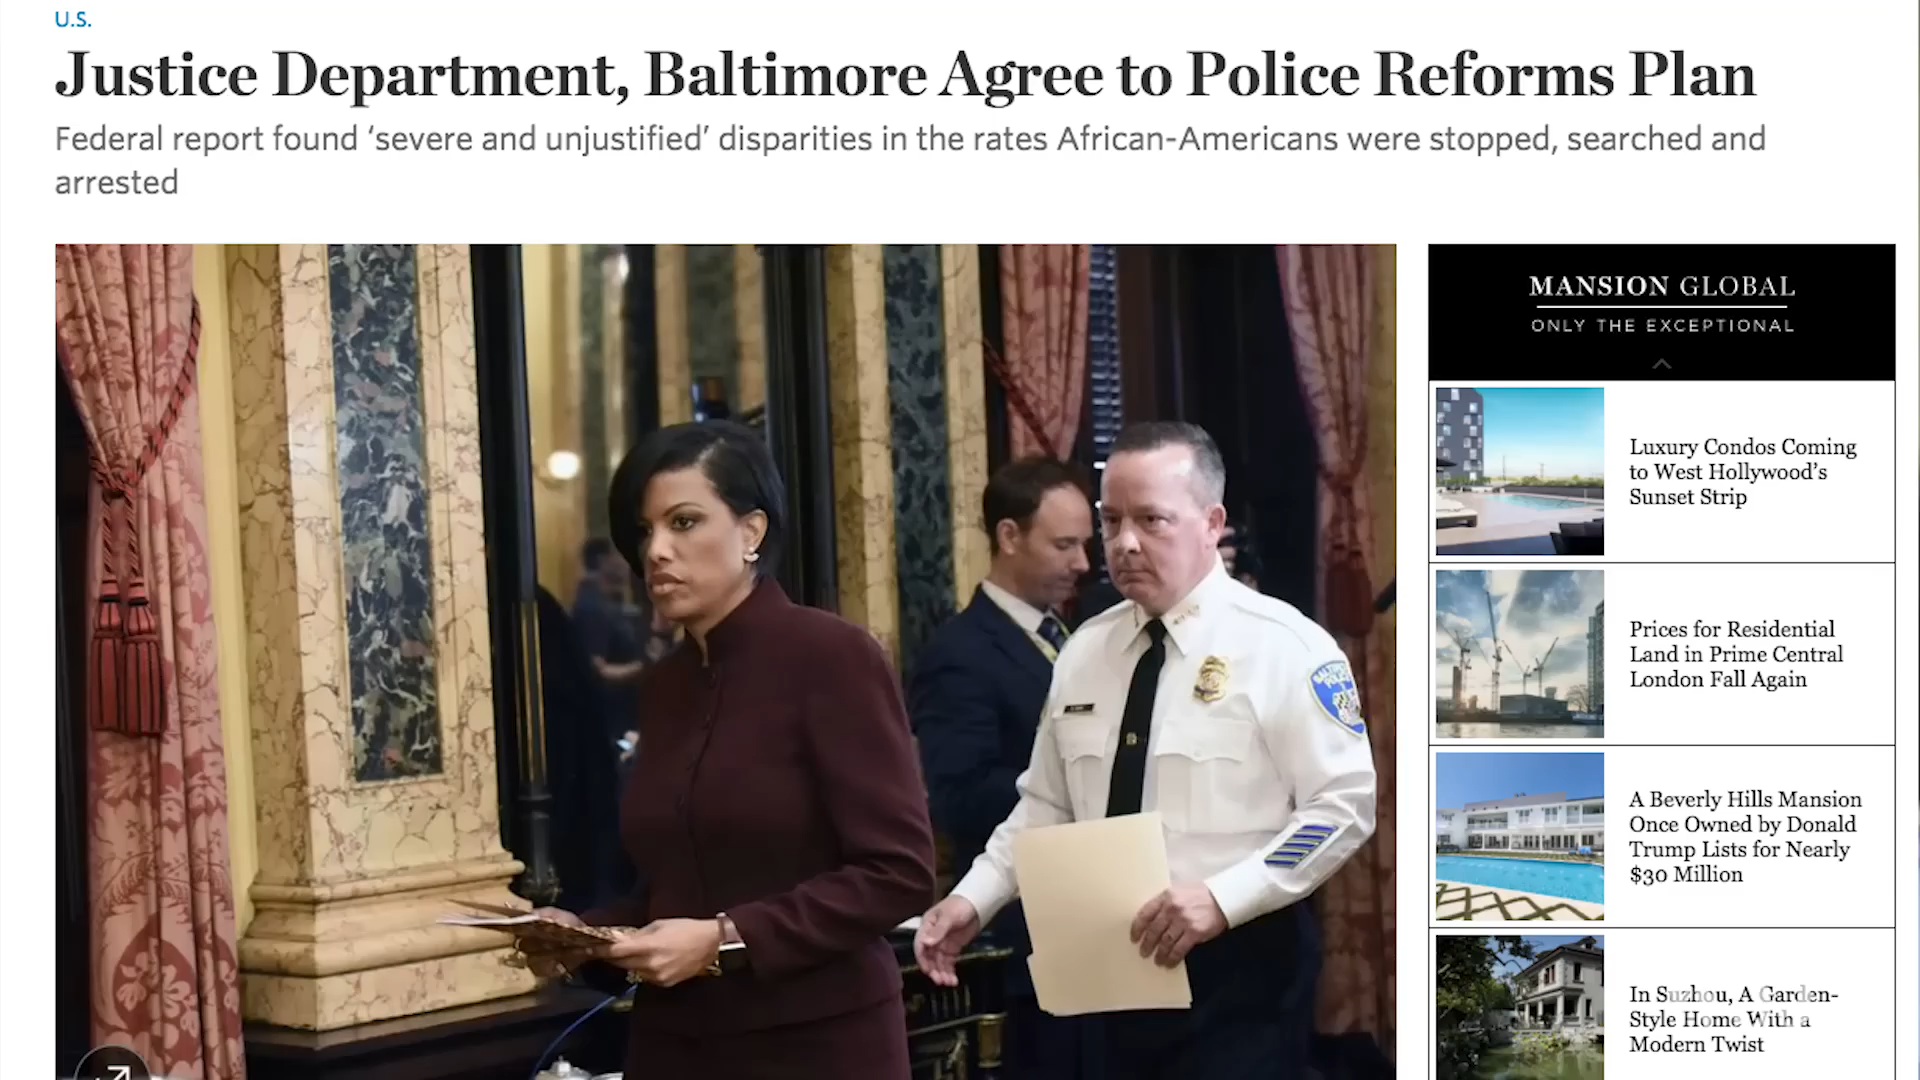 U.S.
Justice Department, Baltimore Agree to Police Reforms Plan
Federal report found ‘severe and unjustified’ disparities in the rates African-Americans were stopped, searched and
arrested
MANSION GLOBAL
ONLY THE EXCEPTIONAL
Luxury Condos Coming
to West Hollywood’s
Sunset Strip
Prices for Residential
Land in Prime Central
London Fall Again
A Beverly Hills Mansion
Once Owned by Donald
Trump Lists for Nearly
$30 Million
In Suzhou, A Garden-
Style Home With a
Modern Twist
BALTIMORE
POLICE